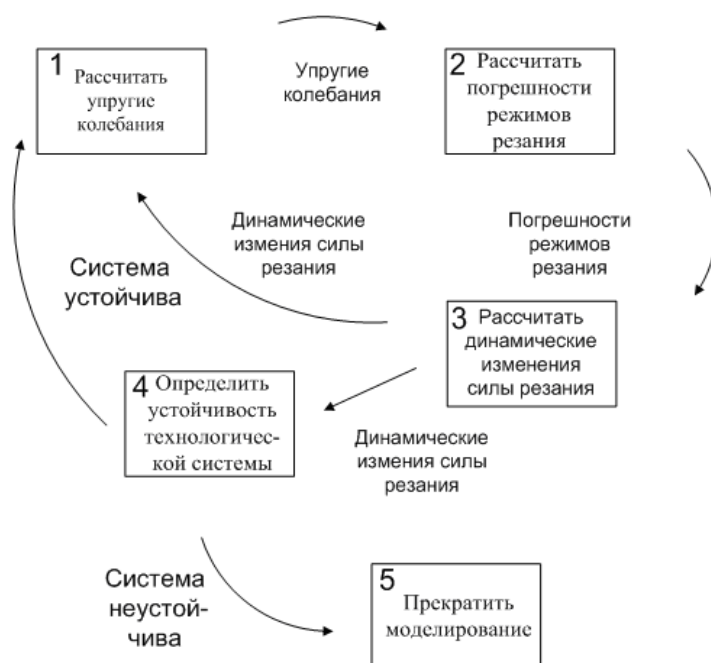 1 Рассчитать
упругие
колебания
Упругие
колебания
2 Рассчитать
погрешности
режимов
резания
Динамические
измения силы
резания
Погрешности
режимов
резания
Система
устойчива
3 Рассчитать
динамические
изменения
силы резания
4 Определить
устойчивость
технологичес-
кой системы
Динамические
измения силы
резания
Система
неустой-
чива
5 Прекратить
моделирование